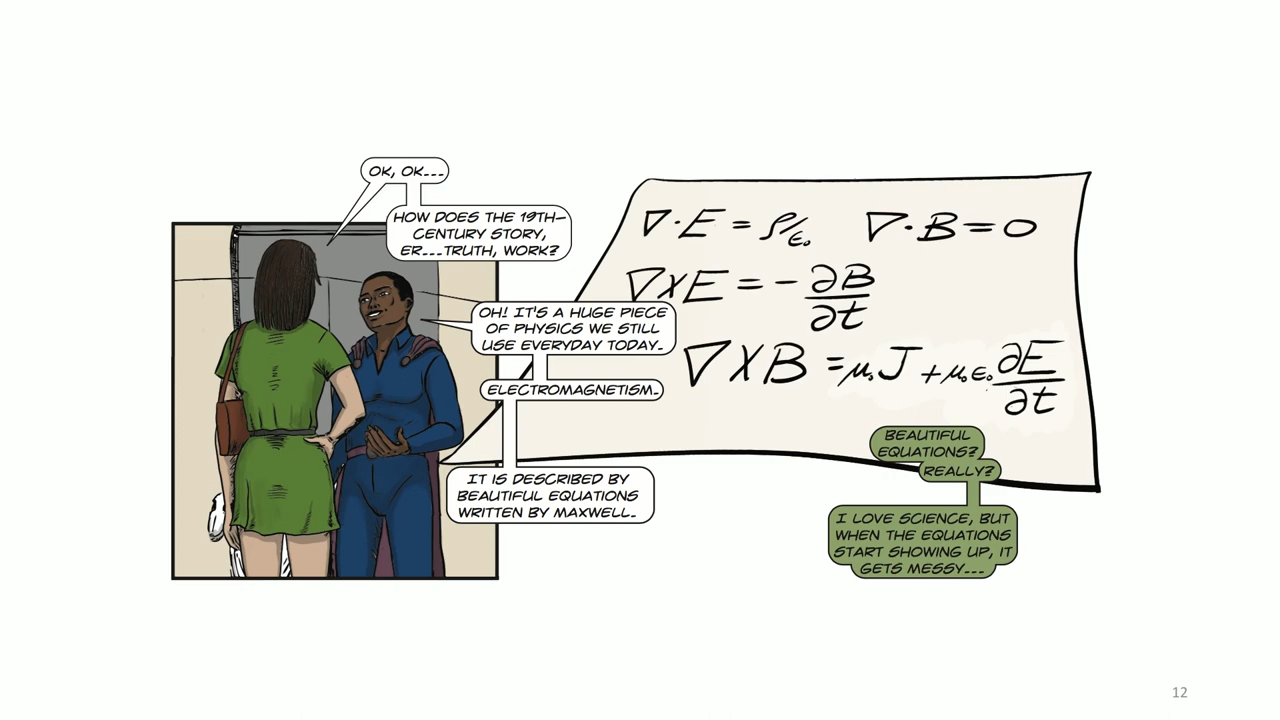 OK, OK---
HOW DOES THE 19TH-
CENTURY STORY,
ER---TRUTH, WORK?
OH! IT'S A HUGE PIECE
OF PHYSICS WE STILL
USE EVERYDAY TODAY.
ELECTROMAGNETISM.
IT IS DESCRIBED BY
BEAUTIFUL EQUATIONS
WRITTEN BY MAXWELL.
∇·E = ρ/ε₀ ∇·B = 0
∇×E = -∂B/∂t
∇×B = μ₀J + μ₀ε₀ ∂E/∂t
BEAUTIFUL
EQUATIONS?
REALLY?
I LOVE SCIENCE, BUT
WHEN THE EQUATIONS
START SHOWING UP, IT
GETS MESSY---
12